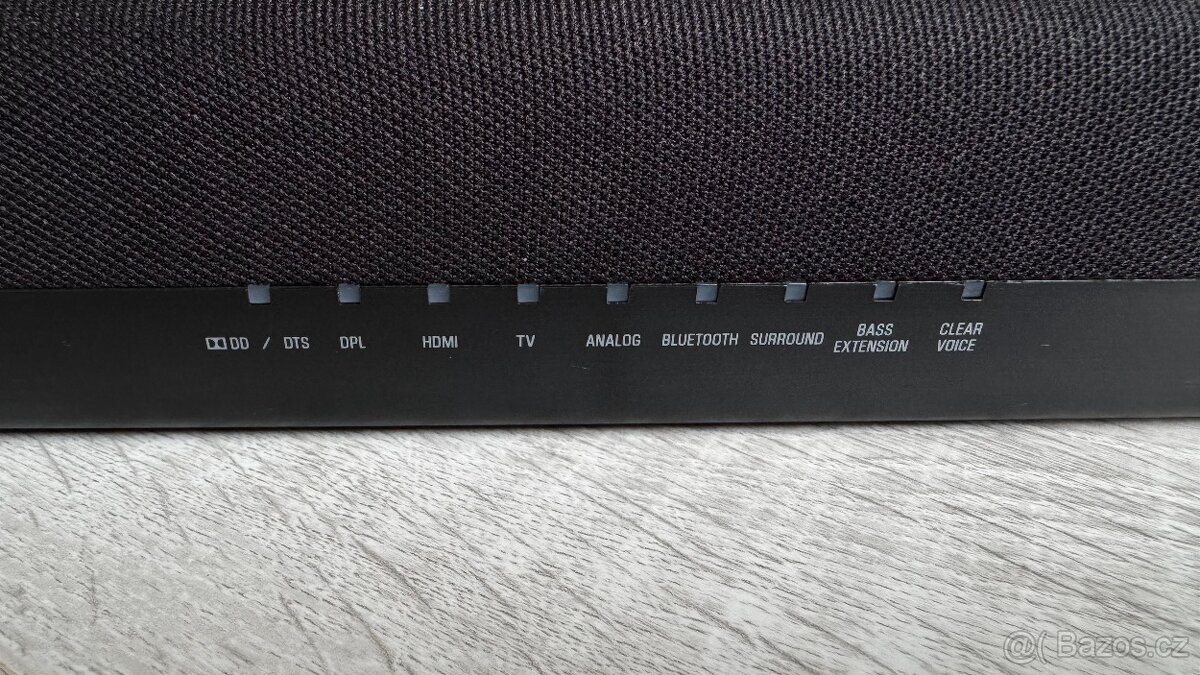 DD / DTS DPL HDMI TV ANALOG BLUETOOTH SURROUND BASS EXTENSION CLEAR VOICE
@( Bazos.cz